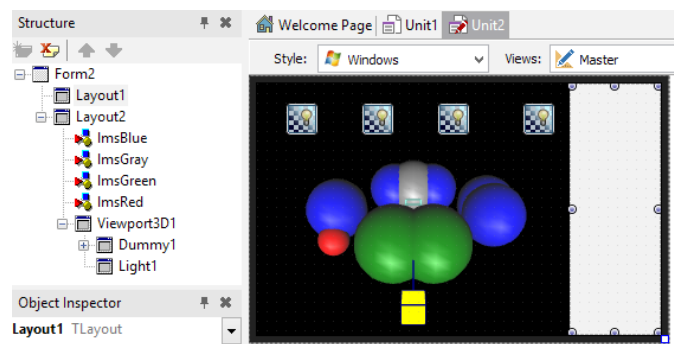 Structure
Welcome Page
Unit1
Unit2
Style:
Windows
Views:
Master
Form2
Layout1
Layout2
lmsBlue
lmsGray
lmsGreen
lmsRed
Viewport3D1
Dummy1
Light1
Object Inspector
Layout1 TLayout